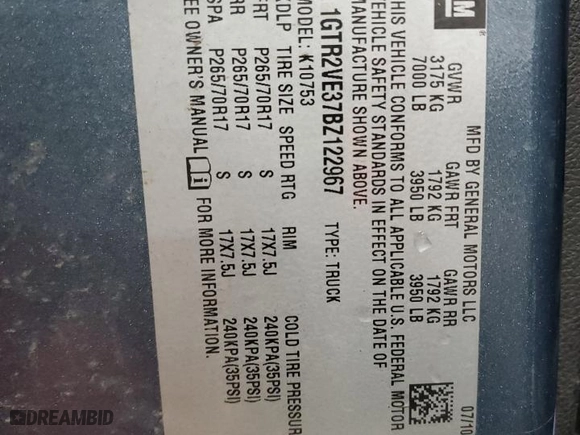 GM®
MFD BY GENERAL MOTORS LLC 07/10
GVWR GAWR FRT GAWR RR
3175 KG 1792 KG 1792 KG
7000 LB 3950 LB 3950 LB
THIS VEHICLE CONFORMS TO ALL APPLICABLE U.S. FEDERAL MOTOR
VEHICLE SAFETY STANDARDS IN EFFECT ON THE DATE OF
MANUFACTURE SHOWN ABOVE.
1GTR2VE37BZ122967 TYPE: TRUCK
MODEL: K10753
KOLP TIRE SIZE SPEED RTG RIM COLD TIRE PRESSUR
FRT P265/70R17 S 17X7.5J 240KPA(35PSI)
RR P265/70R17 S 17X7.5J 240KPA(35PSI)
SPA P265/70R17 S 17X7.5J 240KPA(35PSI)
EE OWNER'S MANUAL i FOR MORE INFORMATION.
DREAMBID